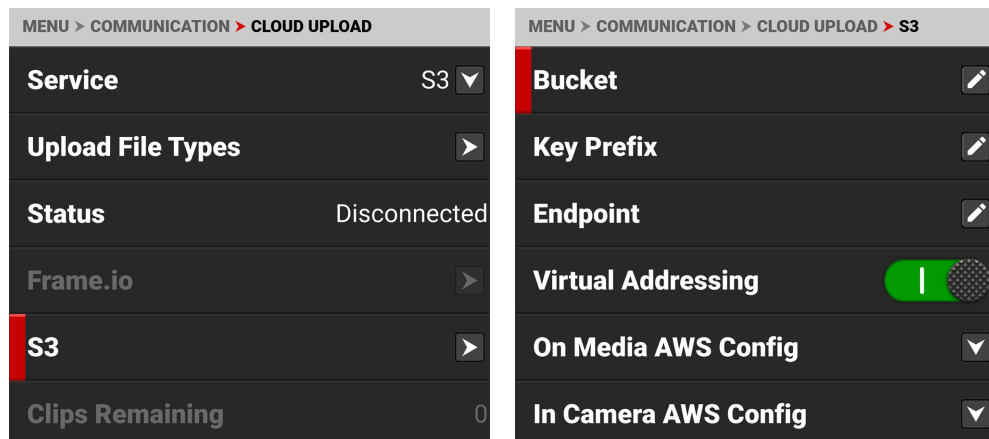 MENU > COMMUNICATION > CLOUD UPLOAD
Service S3
Upload File Types
Status Disconnected
Frame.io
S3
Clips Remaining 0
MENU > COMMUNICATION > CLOUD UPLOAD > S3
Bucket
Key Prefix
Endpoint
Virtual Addressing
On Media AWS Config
In Camera AWS Config